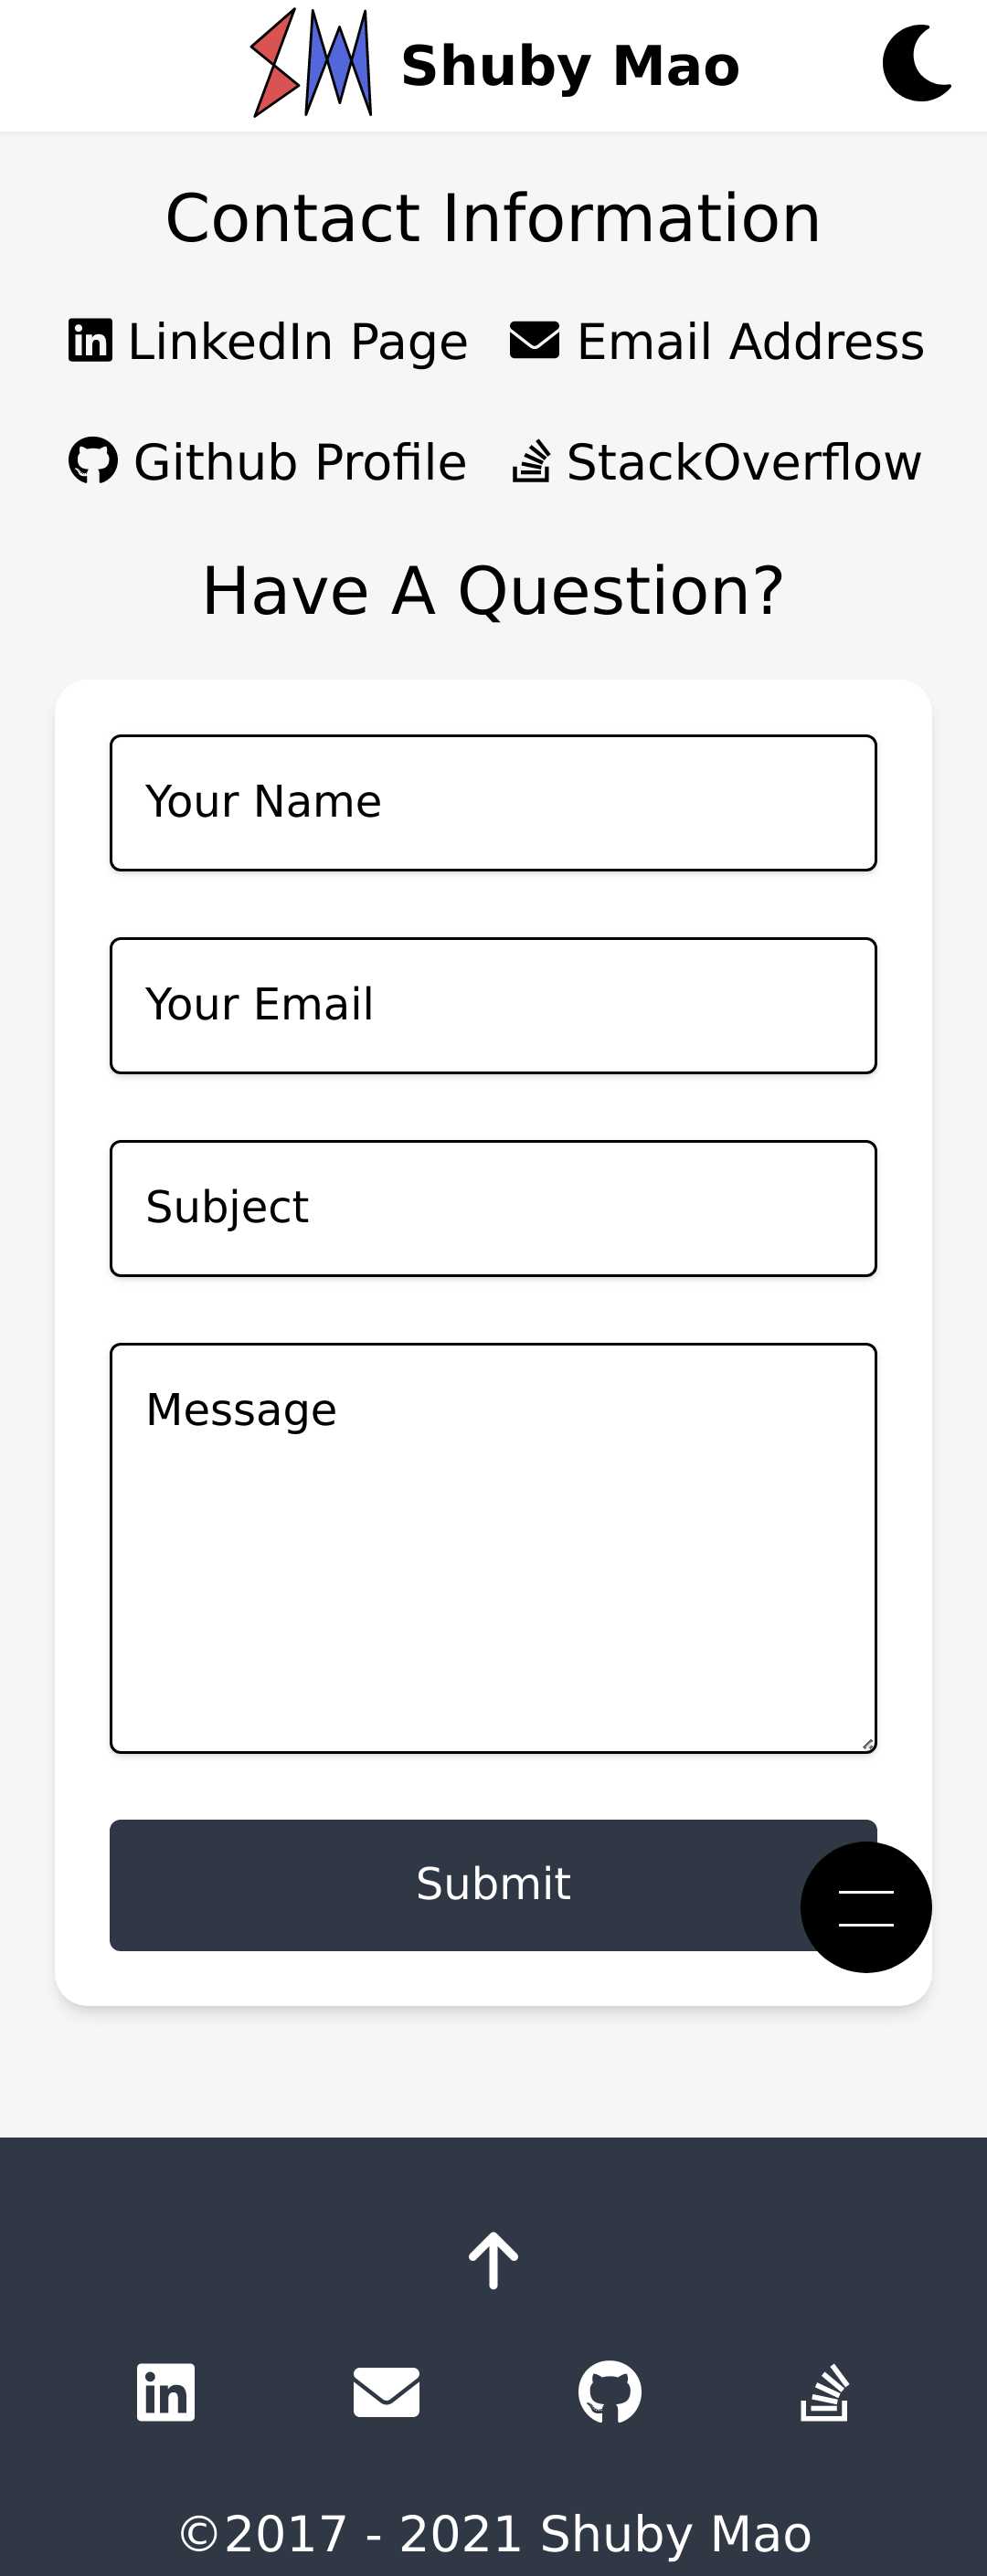 SM Shuby Mao
Contact Information
LinkedIn Page Email Address
Github Profile StackOverflow
Have A Question?
Your Name
Your Email
Subject
Message
Submit
©2017 - 2021 Shuby Mao